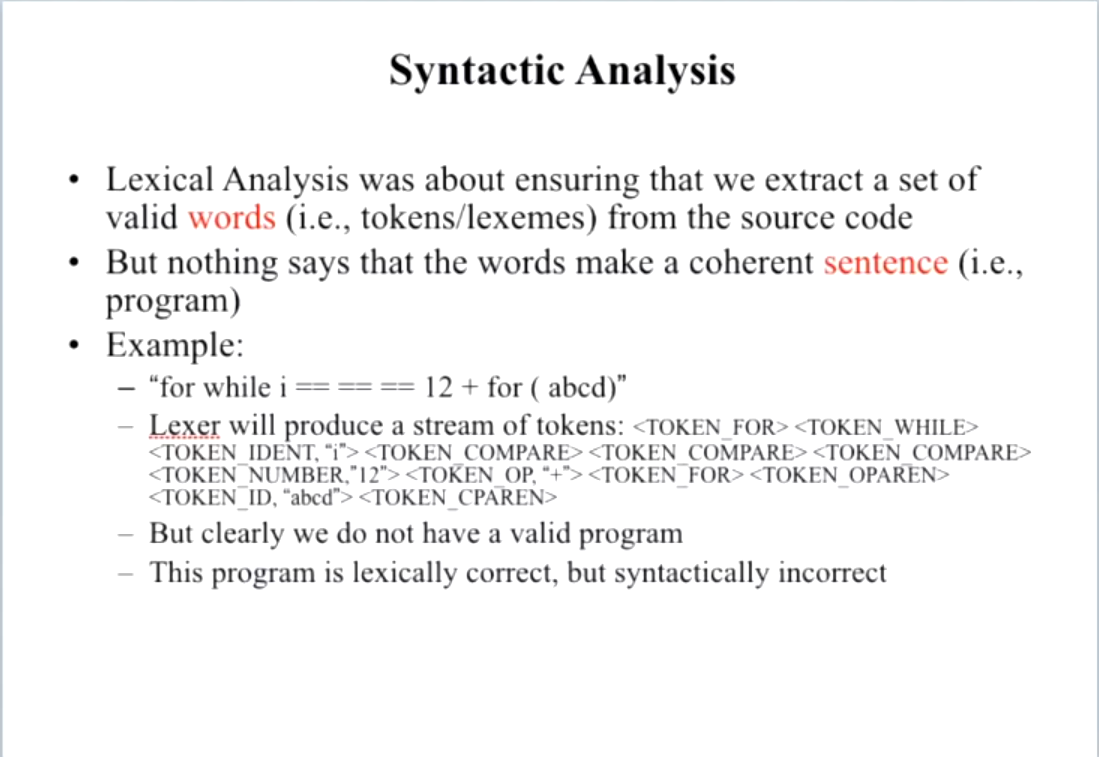 Syntactic Analysis
• Lexical Analysis was about ensuring that we extract a set of
valid words (i.e., tokens/lexemes) from the source code
• But nothing says that the words make a coherent sentence (i.e.,
program)
• Example:
– “for while i == == == 12 + for ( abcd)”
– Lexer will produce a stream of tokens: <TOKEN_FOR> <TOKEN_WHILE>
<TOKEN_IDENT, “i”> <TOKEN_COMPARE> <TOKEN_COMPARE> <TOKEN_COMPARE>
<TOKEN_NUMBER,”12”> <TOKEN_OP, “+”> <TOKEN_FOR> <TOKEN_OPAREN>
<TOKEN_ID, “abcd”> <TOKEN_CPAREN>
– But clearly we do not have a valid program
– This program is lexically correct, but syntactically incorrect